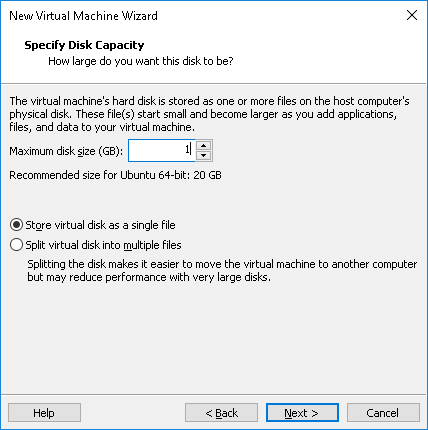 New Virtual Machine Wizard
Specify Disk Capacity
How large do you want this disk to be?
The virtual machine's hard disk is stored as one or more files on the host computer's
physical disk. These file(s) start small and become larger as you add applications,
files, and data to your virtual machine.
Maximum disk size (GB): 1
Recommended size for Ubuntu 64-bit: 20 GB
Store virtual disk as a single file
Split virtual disk into multiple files
Splitting the disk makes it easier to move the virtual machine to another computer
but may reduce performance with very large disks.
Help < Back Next > Cancel